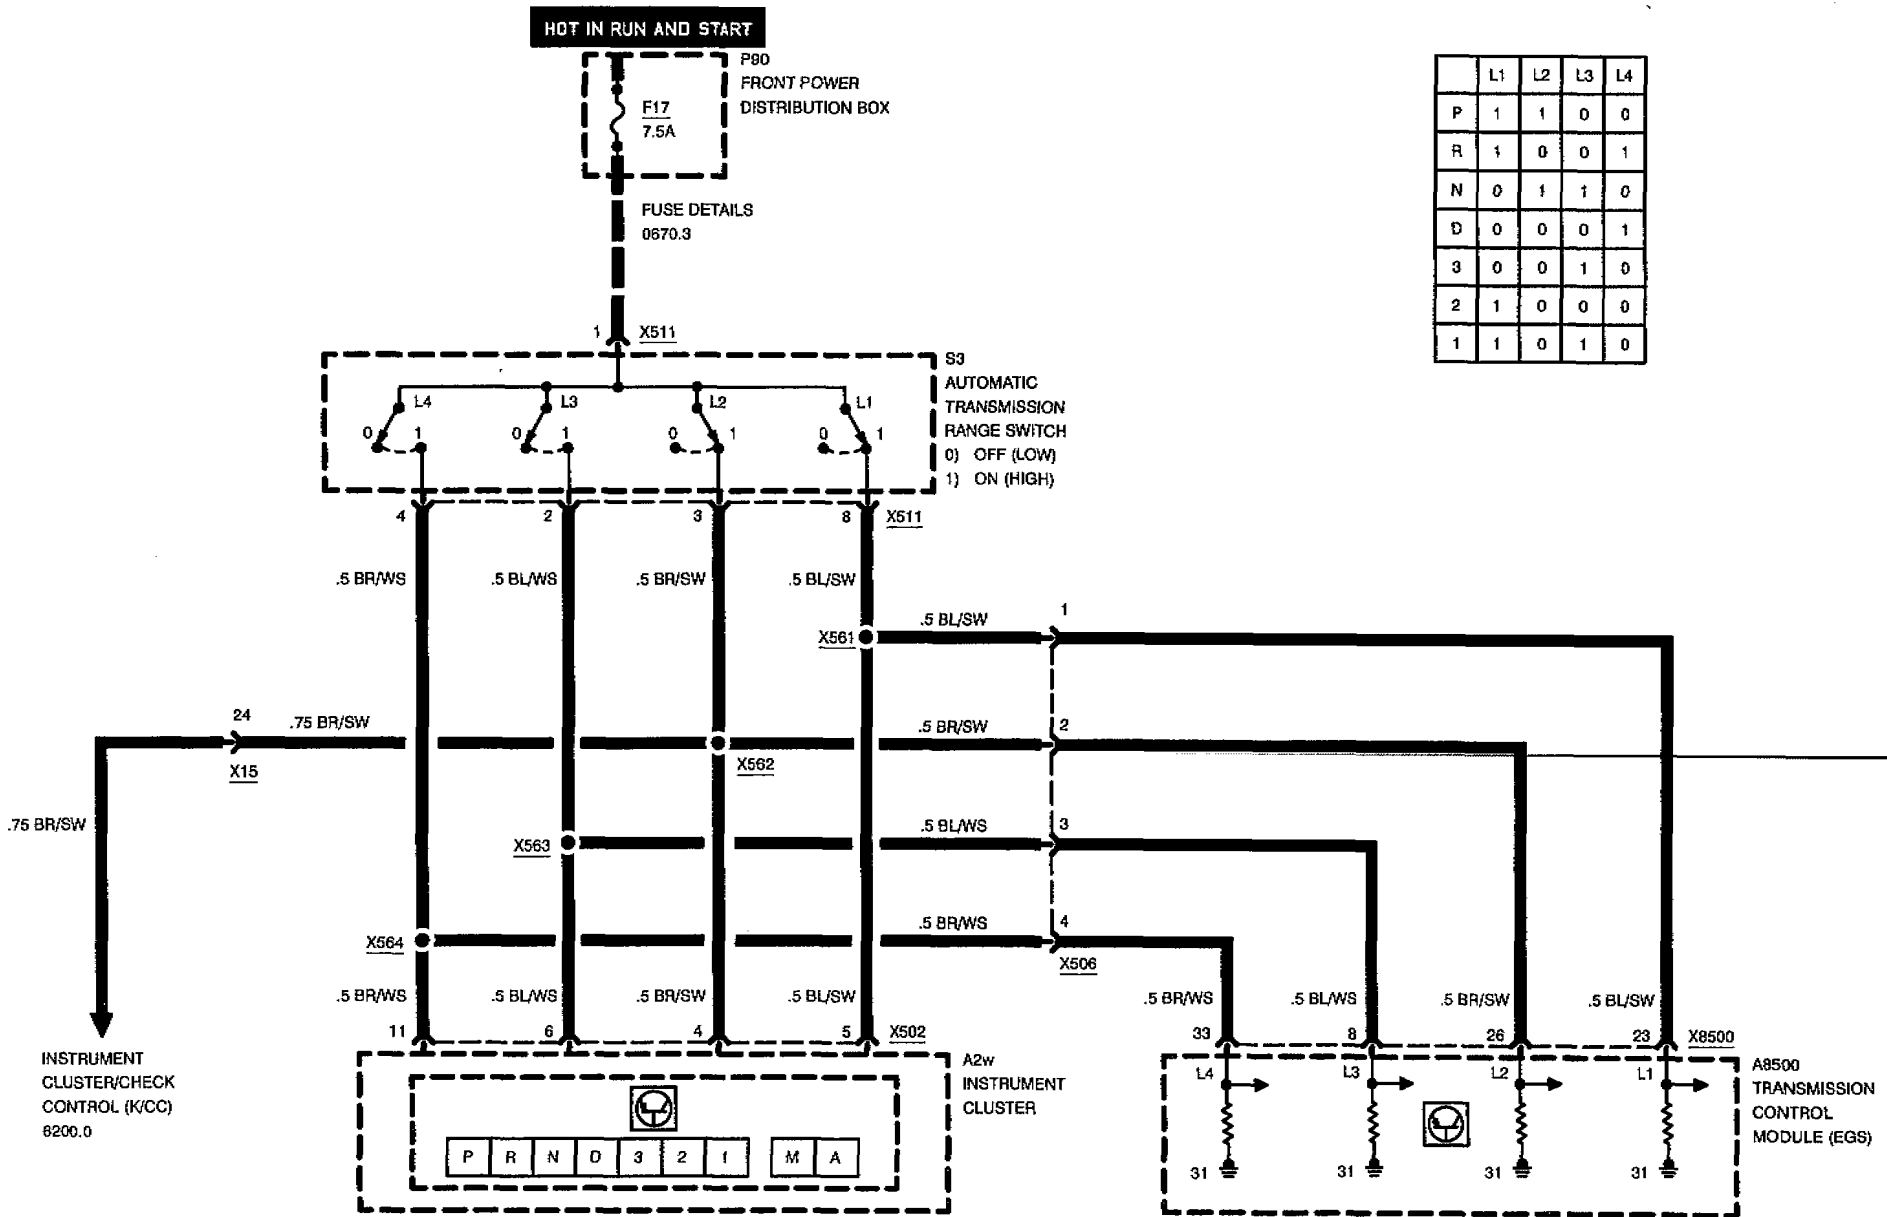 HOT IN RUN AND START
P90
FRONT POWER
DISTRIBUTION BOX
F17
7.5A
FUSE DETAILS
0670.3
L1 L2 L3 L4
P 1 1 0 0
R 1 0 0 1
N 0 1 1 0
D 0 0 0 1
3 0 0 1 0
2 1 0 0 0
1 1 0 1 0
1 X511
S3
AUTOMATIC
TRANSMISSION
RANGE SWITCH
0) OFF (LOW)
1) ON (HIGH)
L4 L3 L2 L1
0 1 0 1 0 1 0 1
4 2 3 8 X511
.5 BR/WS .5 BL/WS .5 BR/SW .5 BL/SW
X561 .5 BL/SW 1
24 .75 BR/SW .5 BR/SW 2
X15 X562
.75 BR/SW
X563 .5 BL/WS 3
X564 .5 BR/WS 4
X506
.5 BR/WS .5 BL/WS .5 BR/SW .5 BL/SW .5 BR/WS .5 BL/WS .5 BR/SW .5 BL/SW
11 6 4 5 X502 33 8 26 23 X8500
INSTRUMENT
CLUSTER/CHECK
CONTROL (K/CC)
6200.0
A2w
INSTRUMENT
CLUSTER
P R N D 3 2 1 M A
L4 L3 L2 L1
31 31 31 31
A8500
TRANSMISSION
CONTROL
MODULE (EGS)